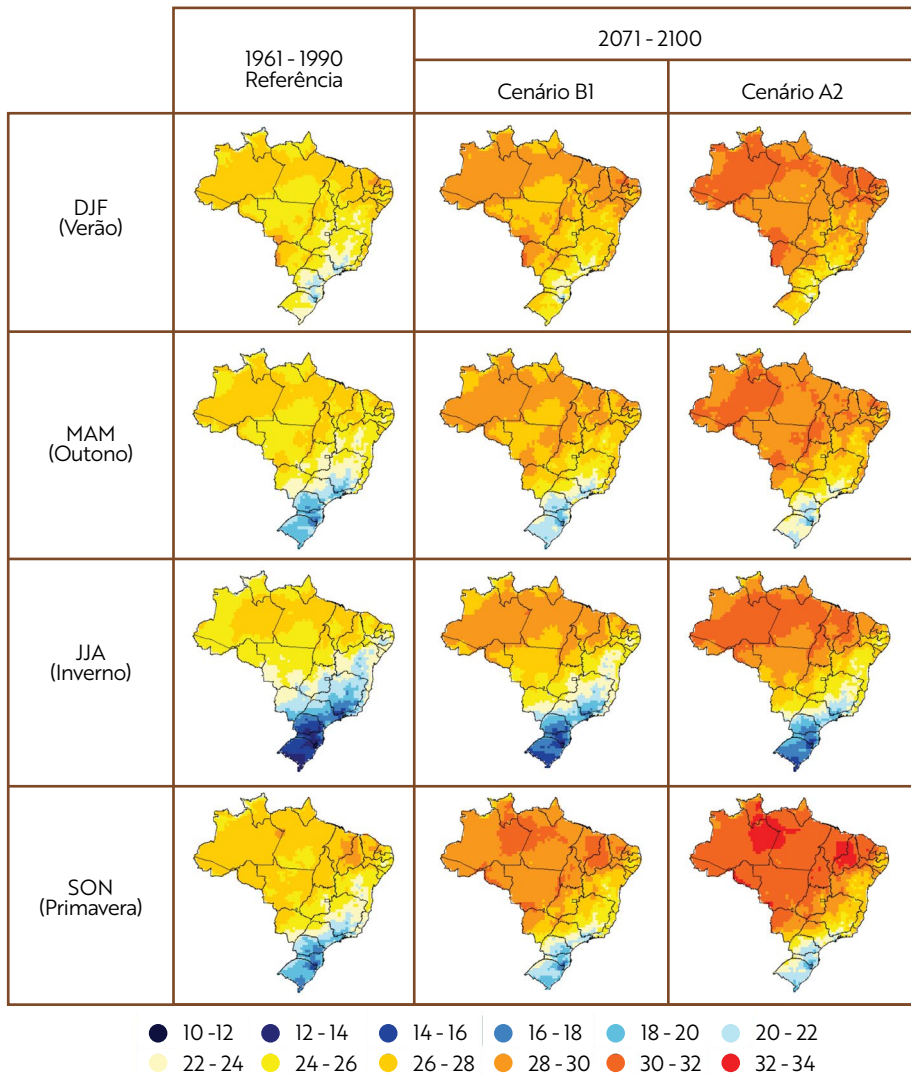 1961 - 1990
Referência
2071 - 2100
Cenário B1
Cenário A2
DJF
(Verão)
MAM
(Outono)
JJA
(Inverno)
SON
(Primavera)
10 - 12
12 - 14
14 - 16
16 - 18
18 - 20
20 - 22
22 - 24
24 - 26
26 - 28
28 - 30
30 - 32
32 - 34